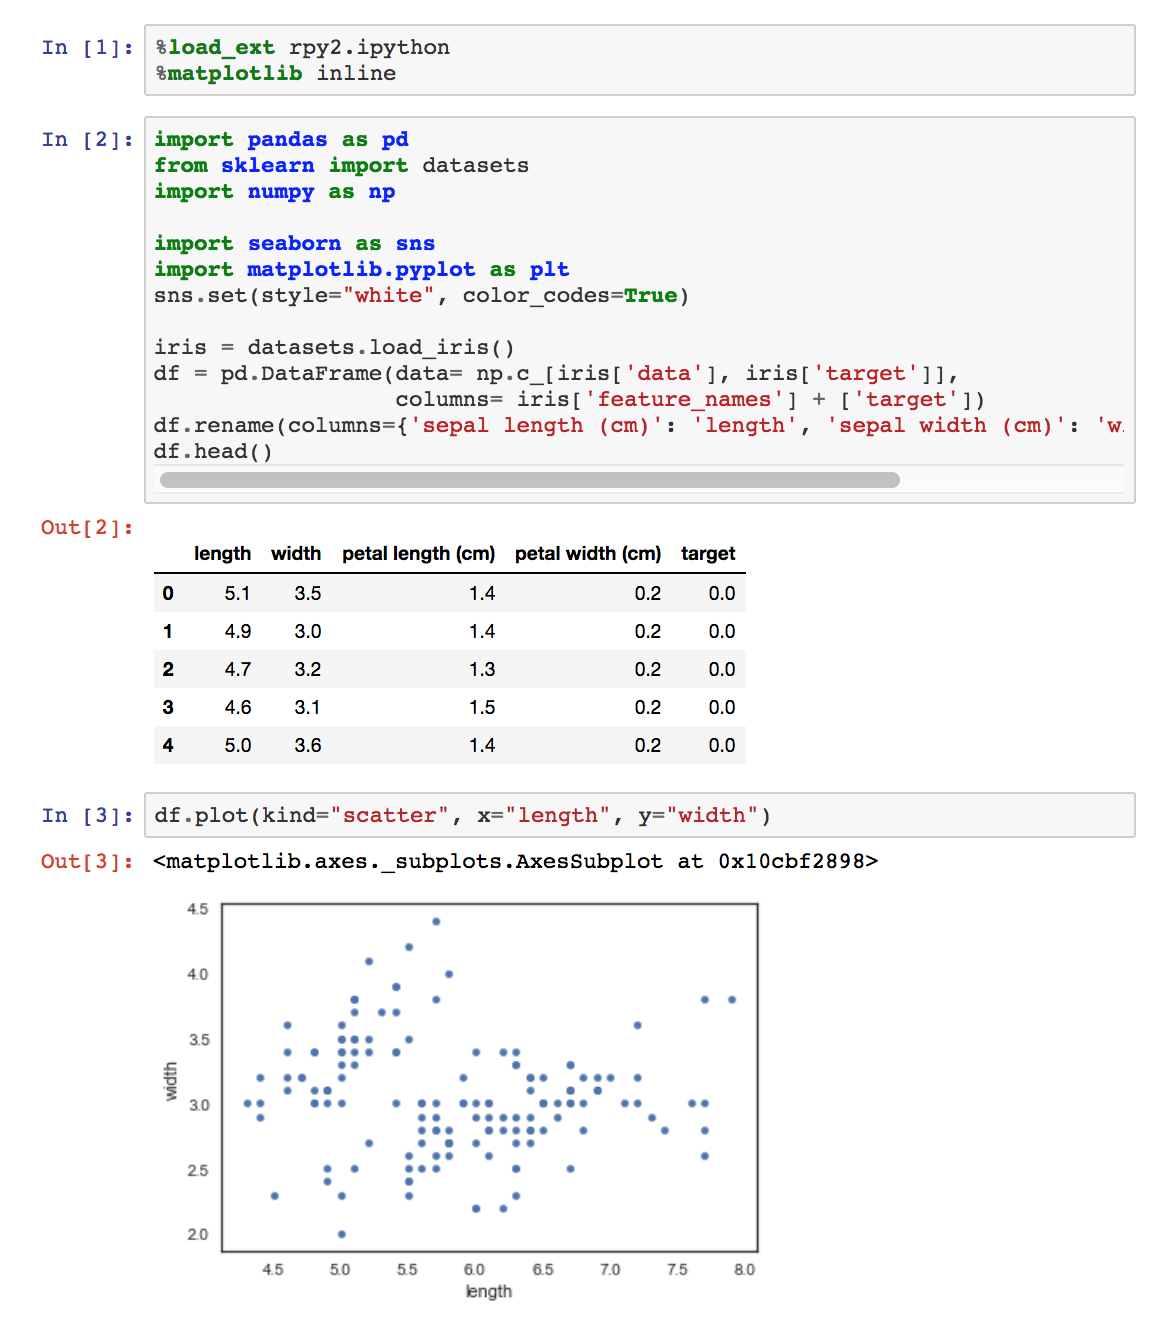 In [1]: %load_ext rpy2.ipython
%matplotlib inline
In [2]: import pandas as pd
from sklearn import datasets
import numpy as np
import seaborn as sns
import matplotlib.pyplot as plt
sns.set(style="white", color_codes=True)
iris = datasets.load_iris()
df = pd.DataFrame(data= np.c_[iris['data'], iris['target']],
columns= iris['feature_names'] + ['target'])
df.rename(columns={'sepal length (cm)': 'length', 'sepal width (cm)': 'w
df.head()
Out[2]:
length width petal length (cm) petal width (cm) target
0 5.1 3.5 1.4 0.2 0.0
1 4.9 3.0 1.4 0.2 0.0
2 4.7 3.2 1.3 0.2 0.0
3 4.6 3.1 1.5 0.2 0.0
4 5.0 3.6 1.4 0.2 0.0
In [3]: df.plot(kind="scatter", x="length", y="width")
Out[3]: <matplotlib.axes._subplots.AxesSubplot at 0x10cbf2898>
4.5
4.0
3.5
width
3.0
2.5
2.0
4.5 5.0 5.5 6.0 6.5 7.0 7.5 8.0
length